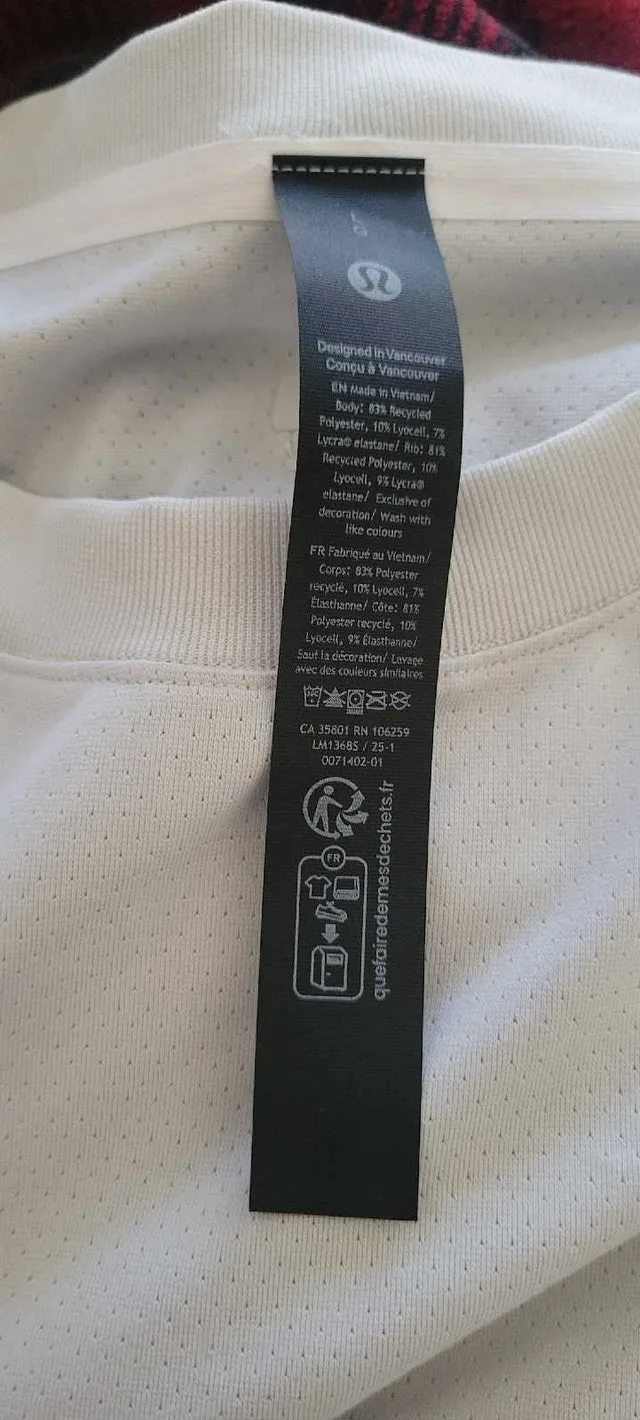 Designed in Vancouver
Conçu à Vancouver
EN Made in Vietnam/
Body: 83% Recycled
Polyester, 10% Lyocell, 7%
Lycra® elastane/ Rib: 81%
Recycled Polyester, 10%
Lyocell, 9% Lycra®
elastane/ Exclusive of
decoration/ Wash with
like colours
FR Fabriqué au Vietnam/
Corps: 83% Polyester
recyclé, 10% Lyocell, 7%
Élasthanne/ Côte: 81%
Polyester recyclé, 10%
Lyocell, 9% Élasthanne/
Sauf la décoration/ Lavage
avec des couleurs similaires
CA 35801 RN 106259
LM1368S / 25-1
0071402-01
FR
quefairedemesdechets.fr